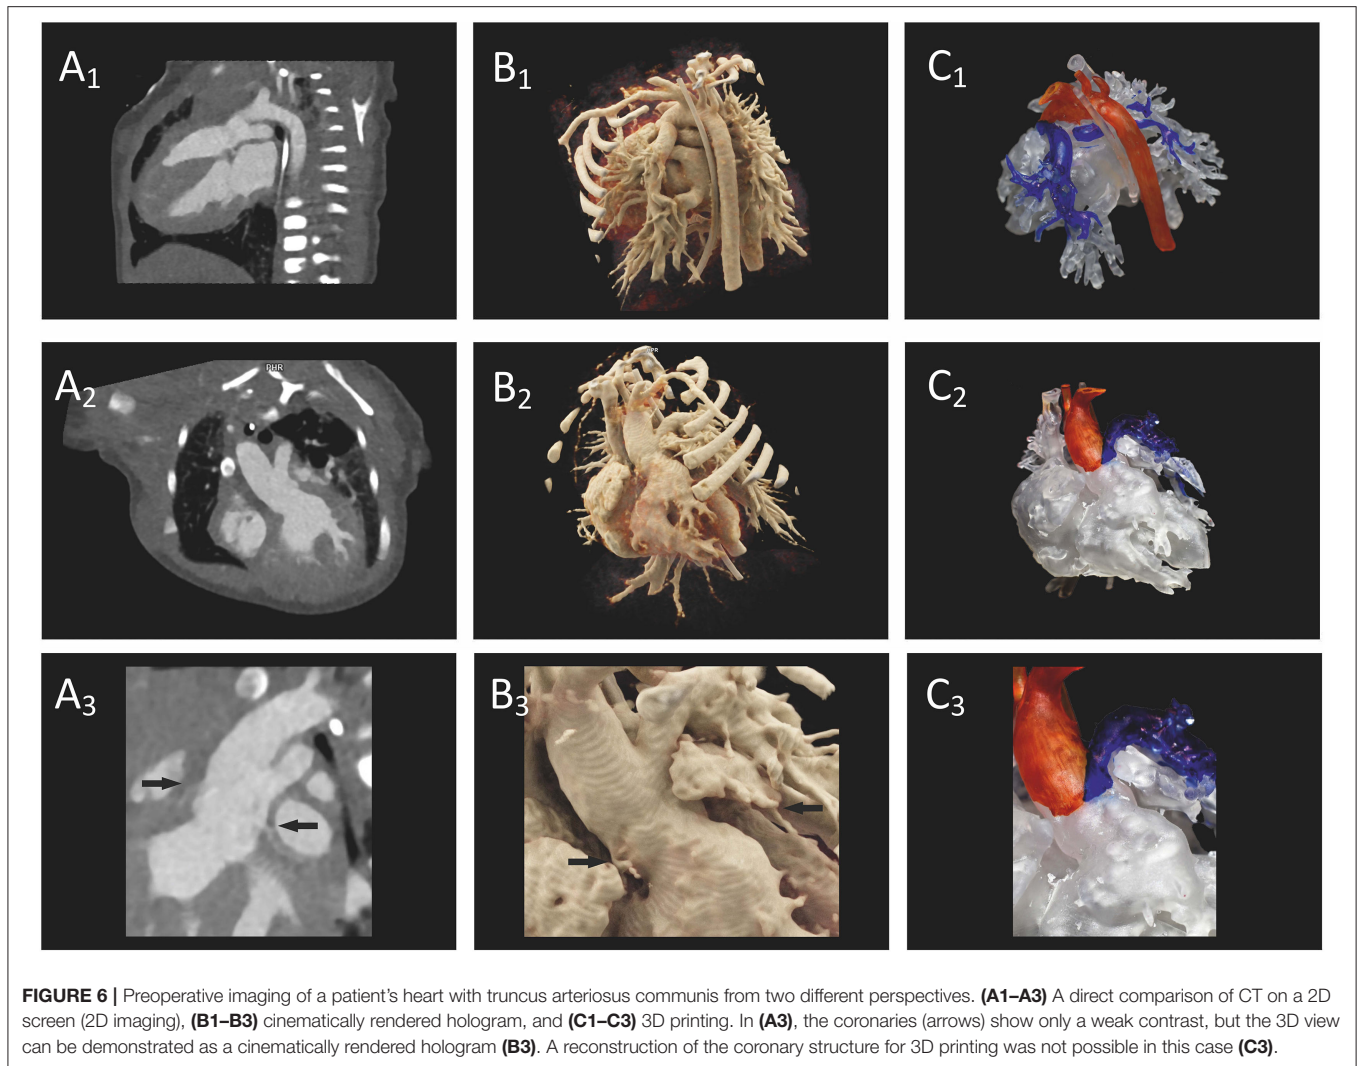 A1
B1
C1
A2
PHR
B2
PR
C2
A3
B3
C3
FIGURE 6 | Preoperative imaging of a patient's heart with truncus arteriosus communis from two different perspectives. (A1–A3) A direct comparison of CT on a 2D
screen (2D imaging), (B1–B3) cinematically rendered hologram, and (C1–C3) 3D printing. In (A3), the coronaries (arrows) show only a weak contrast, but the 3D view
can be demonstrated as a cinematically rendered hologram (B3). A reconstruction of the coronary structure for 3D printing was not possible in this case (C3).